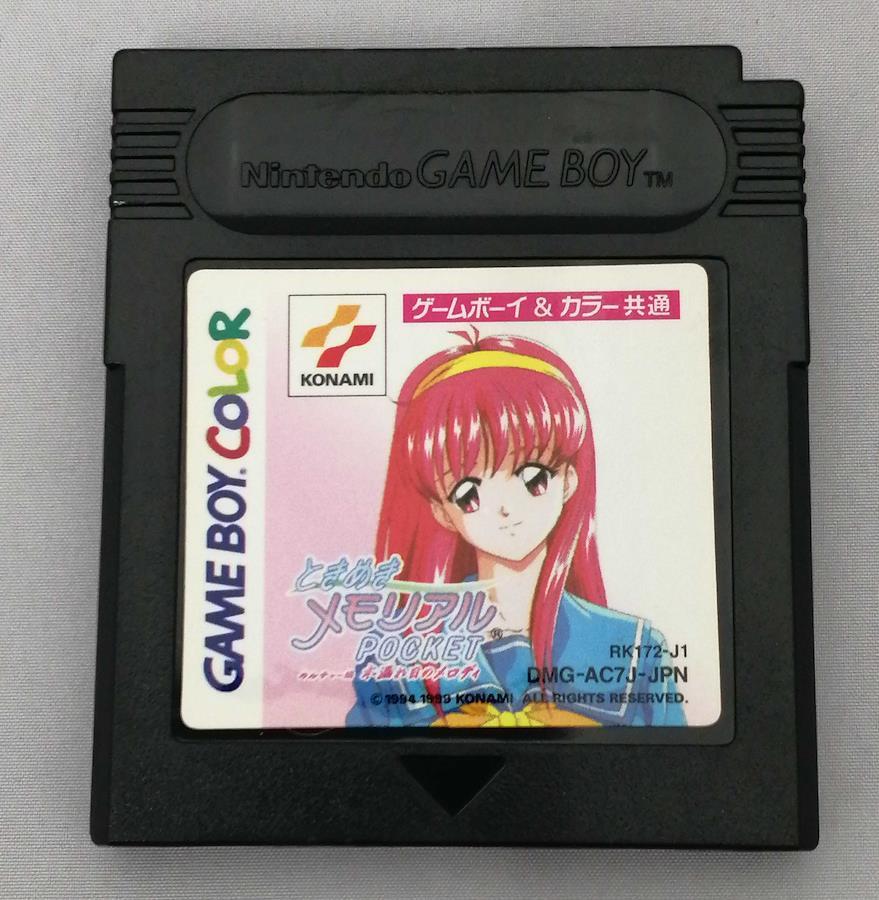 Nintendo GAME BOY TM
GAME BOY COLOR
KONAMI
ゲームボーイ & カラー共通
ときめき
メモリアル
POCKET ®
カルチャー編 木漏れ日のメロディ
RK172-J1
DMG-AC7J-JPN
© 1994 1999 KONAMI ALL RIGHTS RESERVED.